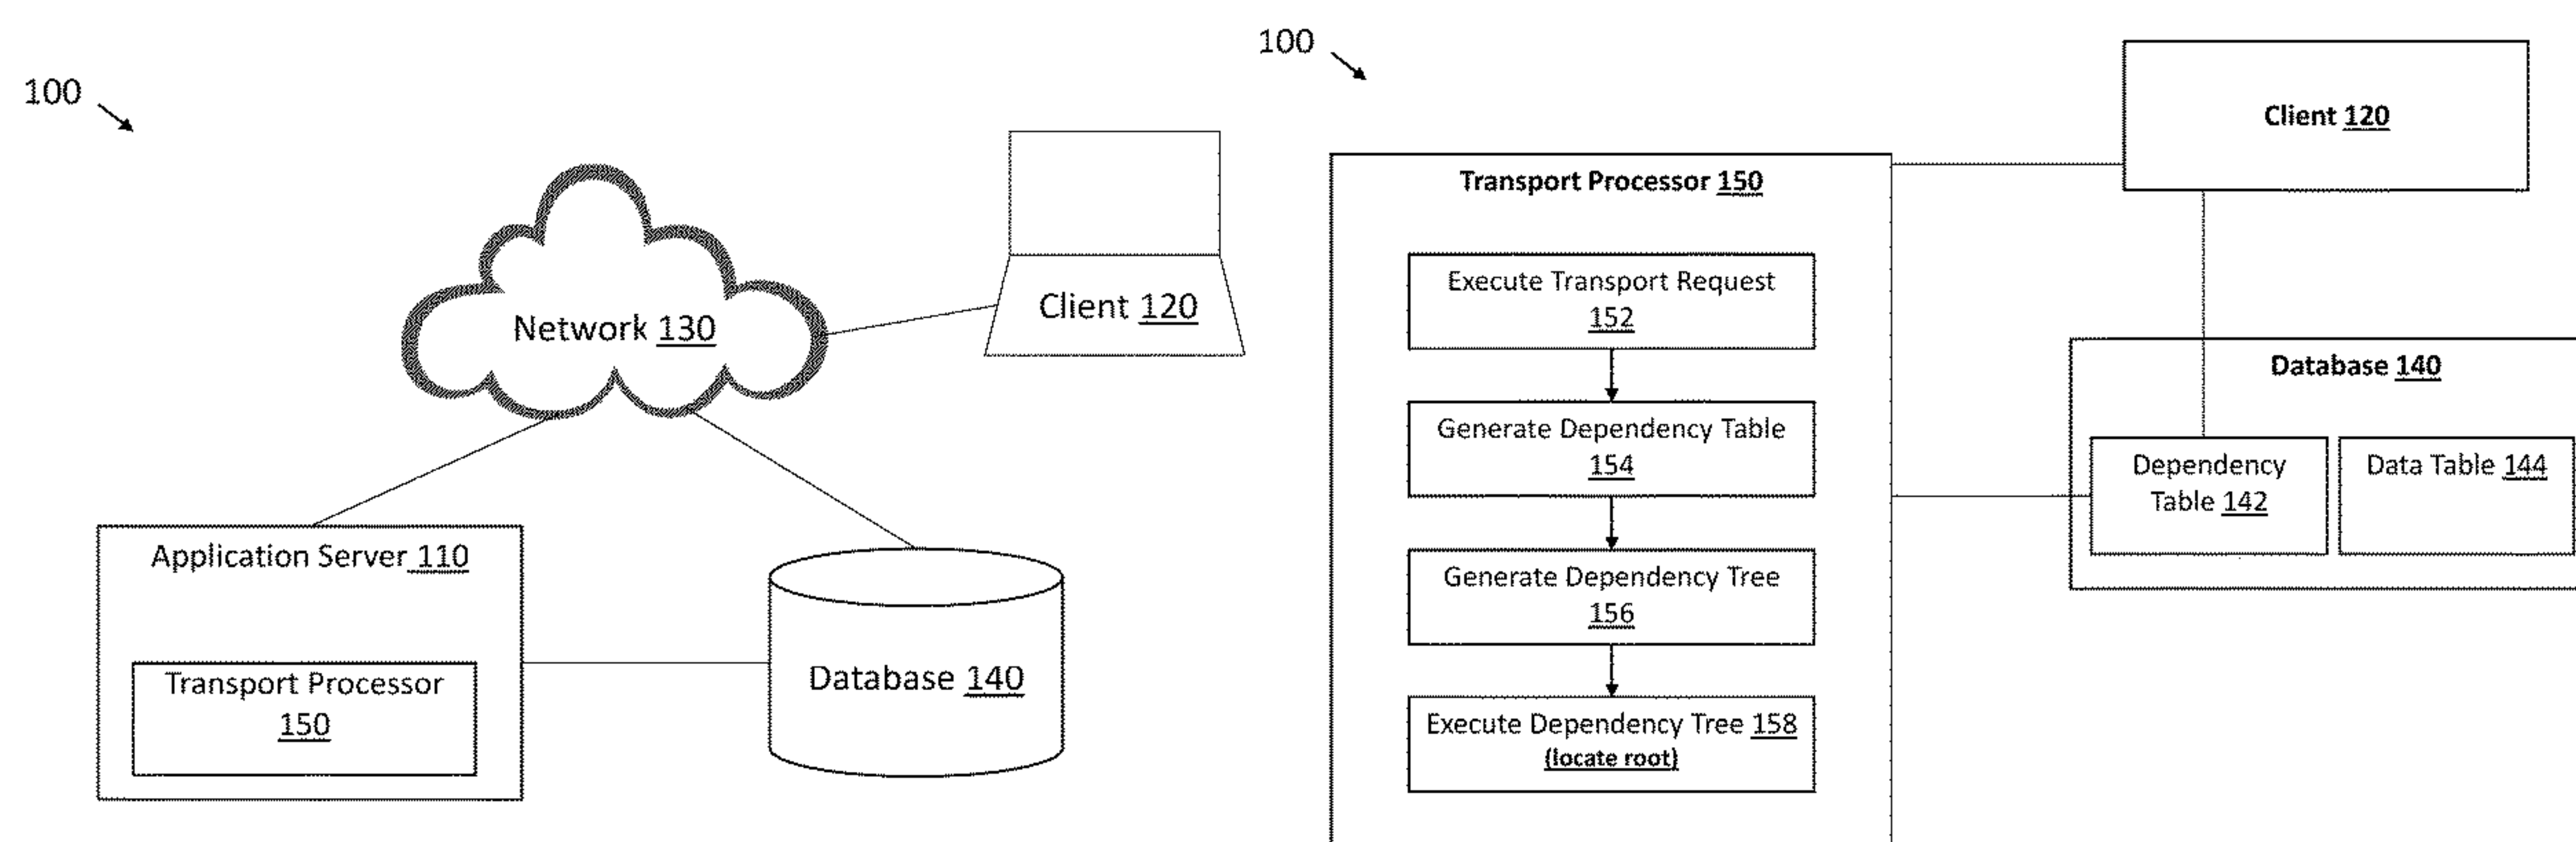 100
Network 130
Client 120
Application Server 110
Transport Processor
150
Database 140
100
Client 120
Transport Processor 150
Execute Transport Request
152
Generate Dependency Table
154
Generate Dependency Tree
156
Execute Dependency Tree 158
(locate root)
Database 140
Dependency
Table 142
Data Table 144